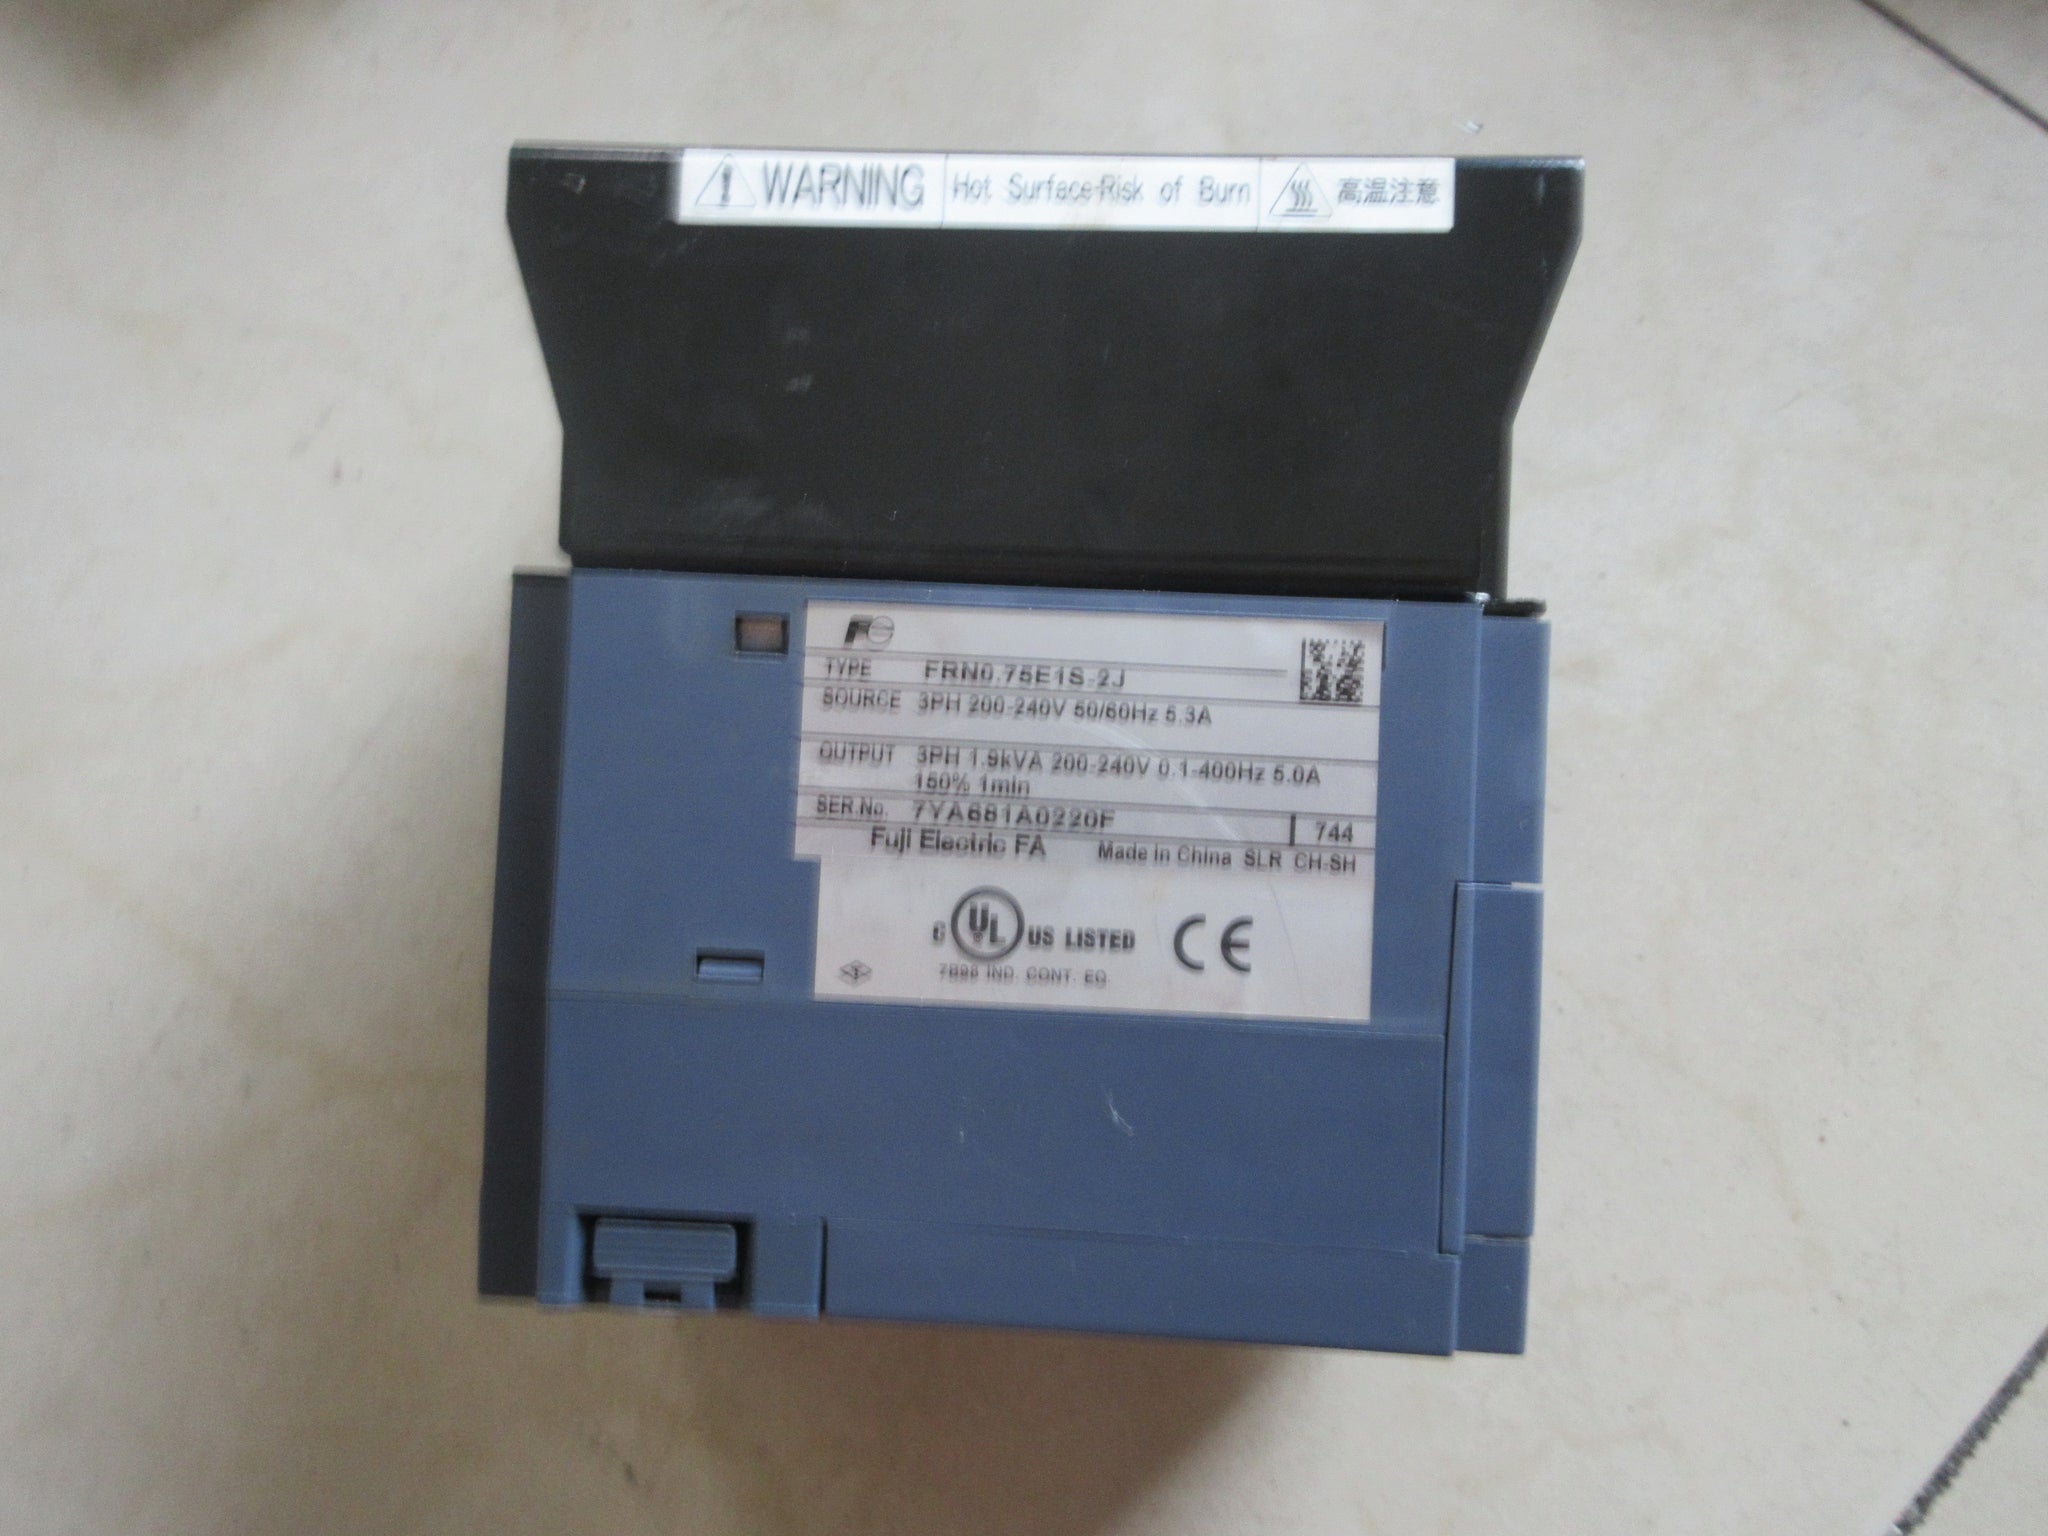 WARNING Hot Surface-Risk of Burn 高温注意
TYPE FRN0.75E1S-2J
SOURCE 3PH 200-240V 50/60Hz 5.3A
OUTPUT 3PH 1.9kVA 200-240V 0.1-400Hz 5.0A
150% 1min
SER.No. 7YA681A0220F 744
Fuji Electric FA Made in China SLR CH-SH
C UL US LISTED CE
7B98 IND. CONT. EQ.